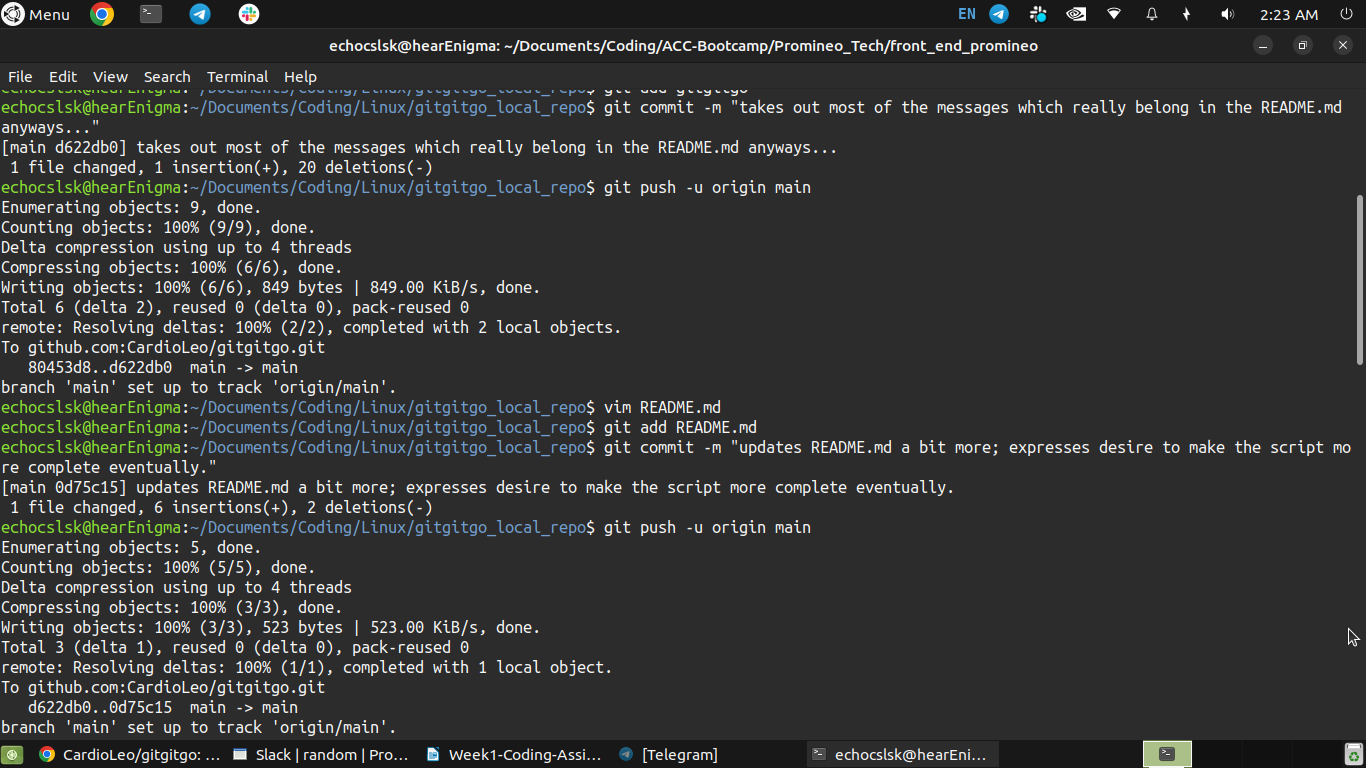 Menu
EN
2:23 AM
echocslsk@hearEnigma: ~/Documents/Coding/ACC-Bootcamp/Promineo_Tech/front_end_promineo
File Edit View Search Terminal Help
echocslsk@hearEnigma:~/Documents/Coding/Linux/gitgitgo_local_repo$ git add gitgitgo
echocslsk@hearEnigma:~/Documents/Coding/Linux/gitgitgo_local_repo$ git commit -m "takes out most of the messages which really belong in the README.md
anyways..."
[main d622db0] takes out most of the messages which really belong in the README.md anyways...
1 file changed, 1 insertion(+), 20 deletions(-)
echocslsk@hearEnigma:~/Documents/Coding/Linux/gitgitgo_local_repo$ git push -u origin main
Enumerating objects: 9, done.
Counting objects: 100% (9/9), done.
Delta compression using up to 4 threads
Compressing objects: 100% (6/6), done.
Writing objects: 100% (6/6), 849 bytes | 849.00 KiB/s, done.
Total 6 (delta 2), reused 0 (delta 0), pack-reused 0
remote: Resolving deltas: 100% (2/2), completed with 2 local objects.
To github.com:CardioLeo/gitgitgo.git
80453d8..d622db0  main -> main
branch 'main' set up to track 'origin/main'.
echocslsk@hearEnigma:~/Documents/Coding/Linux/gitgitgo_local_repo$ vim README.md
echocslsk@hearEnigma:~/Documents/Coding/Linux/gitgitgo_local_repo$ git add README.md
echocslsk@hearEnigma:~/Documents/Coding/Linux/gitgitgo_local_repo$ git commit -m "updates README.md a bit more; expresses desire to make the script mo
re complete eventually."
[main 0d75c15] updates README.md a bit more; expresses desire to make the script more complete eventually.
1 file changed, 6 insertions(+), 2 deletions(-)
echocslsk@hearEnigma:~/Documents/Coding/Linux/gitgitgo_local_repo$ git push -u origin main
Enumerating objects: 5, done.
Counting objects: 100% (5/5), done.
Delta compression using up to 4 threads
Compressing objects: 100% (3/3), done.
Writing objects: 100% (3/3), 523 bytes | 523.00 KiB/s, done.
Total 3 (delta 1), reused 0 (delta 0), pack-reused 0
remote: Resolving deltas: 100% (1/1), completed with 1 local object.
To github.com:CardioLeo/gitgitgo.git
d622db0..0d75c15  main -> main
branch 'main' set up to track 'origin/main'.
CardioLeo/gitgitgo: ...
Slack | random | Pro...
Week1-Coding-Assi...
[Telegram]
echocslsk@hearEni...